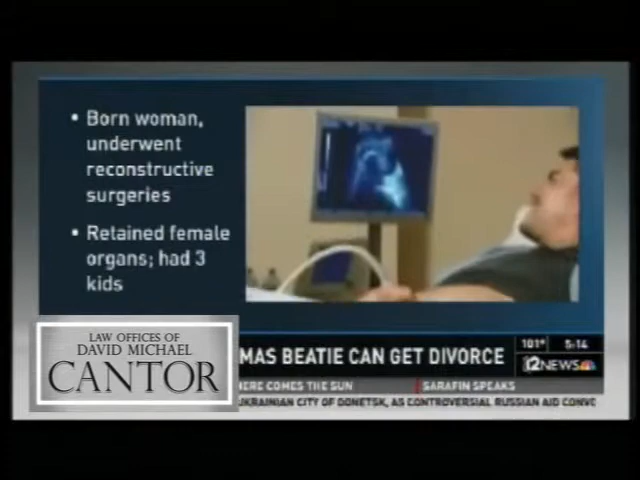 • Born woman,
underwent
reconstructive
surgeries
• Retained female
organs; had 3
kids
LAW OFFICES OF
DAVID MICHAEL
CANTOR
MAS BEATIE CAN GET DIVORCE
101° 5:14
12NEWS
HERE COMES THE SUN
SARAFIN SPEAKS
UKRAINIAN CITY OF DONETSK, AS CONTROVERSIAL RUSSIAN AID CONVO